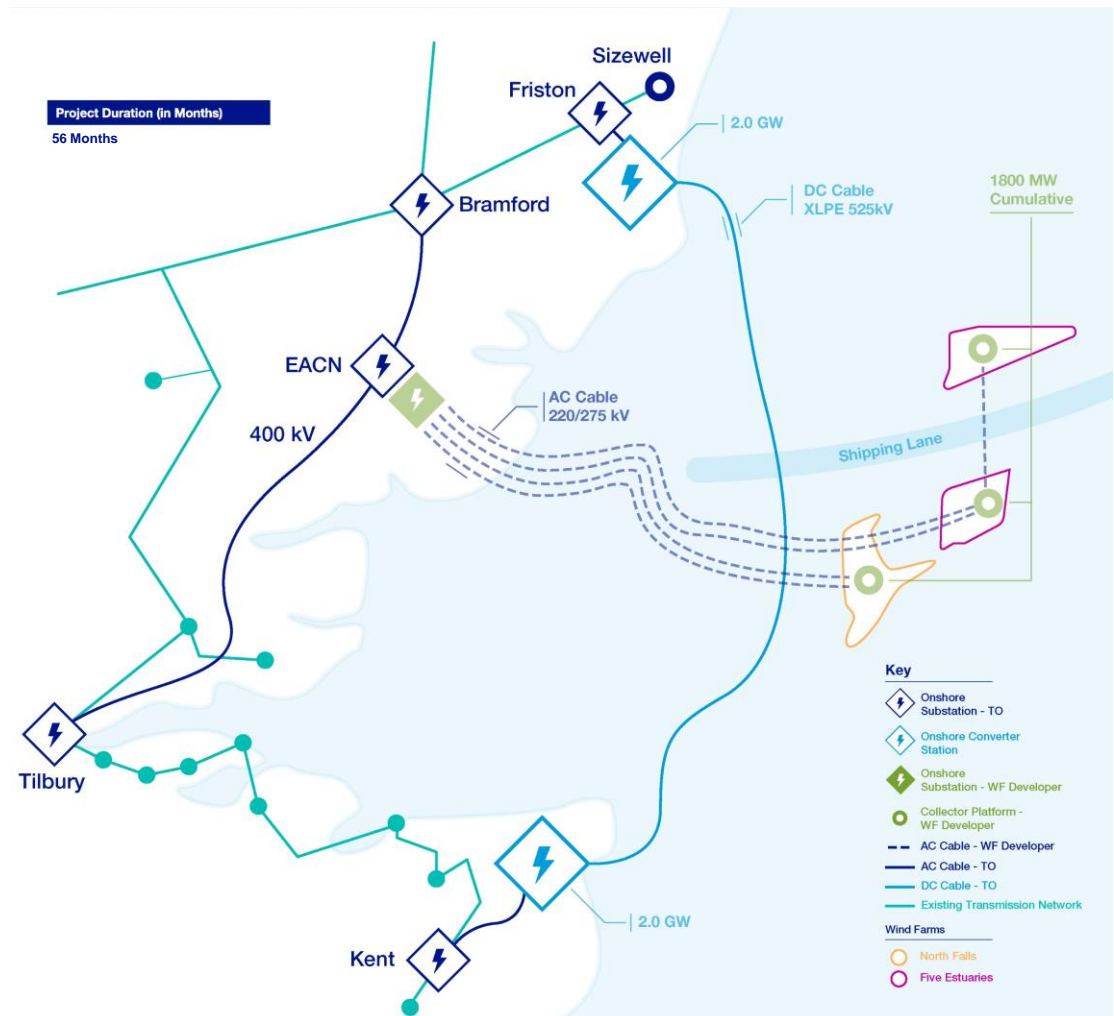 Project Duration (in Months)
56 Months
Sizewell
Friston
2.0 GW
DC Cable
XLPE 525kV
1800 MW
Cumulative
Bramford
EACN
AC Cable
220/275 kV
400 kV
Shipping Lane
Tilbury
Kent
2.0 GW
Key
Onshore
Substation - TO
Onshore Converter
Station
Onshore
Substation - WF Developer
Collector Platform -
WF Developer
AC Cable - WF Developer
AC Cable - TO
DC Cable - TO
Existing Transmission Network
Wind Farms
North Falls
Five Estuaries